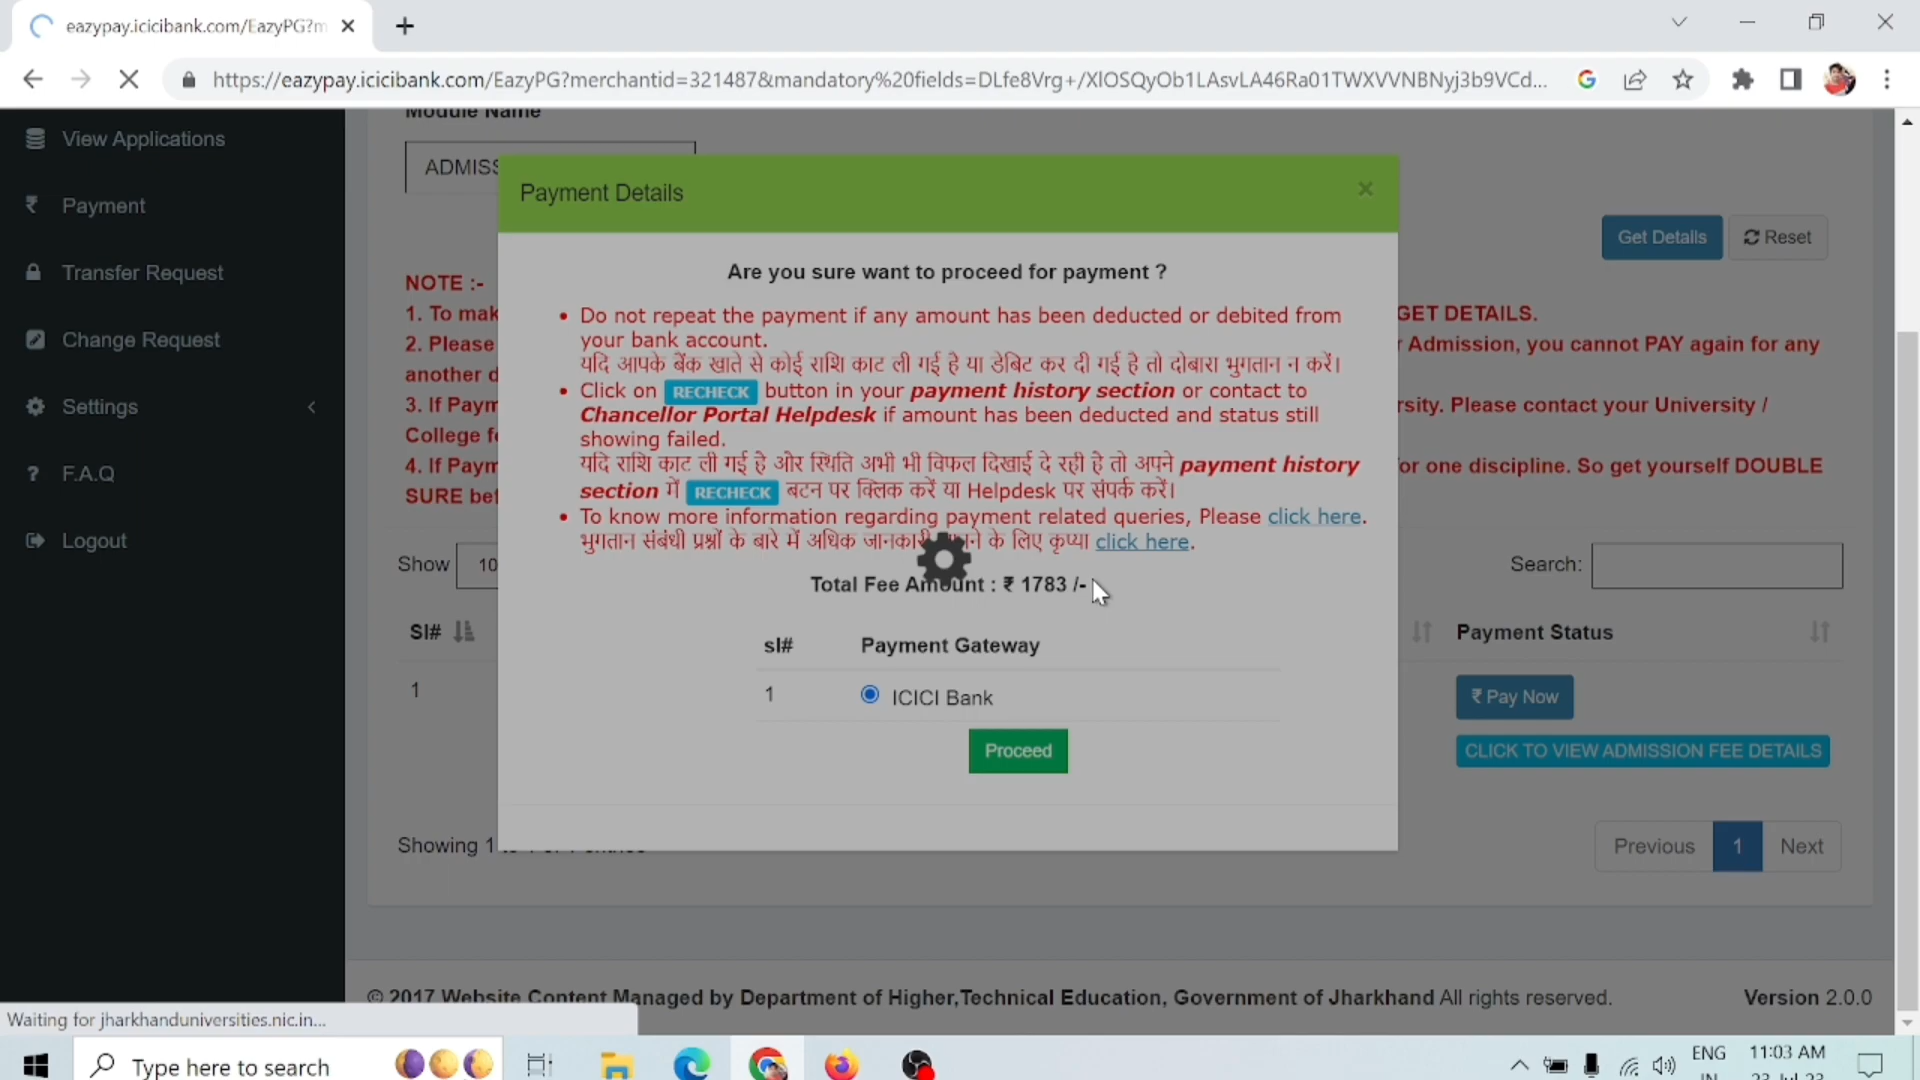 eazypay.icicibank.com/EazyPG?m
https://eazypay.icicibank.com/EazyPG?merchantid=321487&mandatory%20fields=DLfe8Vrg+/XlOSQyOb1LAsvLA46Ra01TWXVVNBNyj3b9VCd...
View Applications
Payment
Transfer Request
Change Request
Settings
F.A.Q
Logout
Module Name
ADMISS
Get Details
Reset
NOTE :-
1. To mak
GET DETAILS.
2. Please
r Admission, you cannot PAY again for any
another d
3. If Paym
rsity. Please contact your University /
College fe
4. If Paym
or one discipline. So get yourself DOUBLE
SURE bef
Payment Details
×
Are you sure want to proceed for payment ?
Do not repeat the payment if any amount has been deducted or debited from
your bank account.
यदि आपके बैंक खाते से कोई राशि काट ली गई है या डेबिट कर दी गई है तो दोबारा भुगतान न करें।
Click on RECHECK button in your payment history section or contact to
Chancellor Portal Helpdesk if amount has been deducted and status still
showing failed.
यदि राशि काट ली गई है और स्थिति अभी भी विफल दिखाई दे रही है तो अपने payment history
section में RECHECK बटन पर क्लिक करें या Helpdesk पर संपर्क करें।
To know more information regarding payment related queries, Please click here.
भुगतान संबंधी प्रश्नों के बारे में अधिक के लिए कृप्या click here.
Total Fee Amount : ₹ 1783 /-
sl# Payment Gateway
1 ICICI Bank
Proceed
Show 10
Search:
Sl#
Payment Status
1
₹ Pay Now
CLICK TO VIEW ADMISSION FEE DETAILS
Showing 1
Previous 1 Next
© 2017 Website Content Managed by Department of Higher,Technical Education, Government of Jharkhand All rights reserved.
Version 2.0.0
Waiting for jharkhanduniversities.nic.in...
Type here to search
ENG
11:03 AM